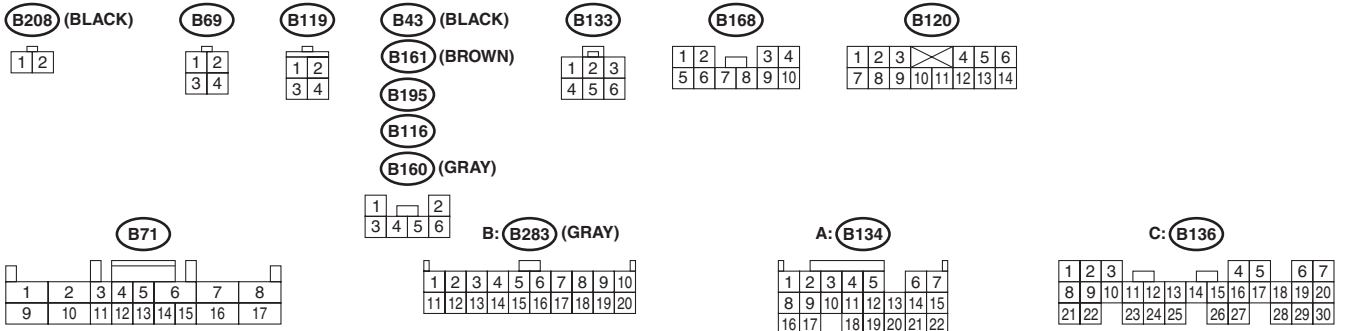 B208 (BLACK) B69 B119 B43 (BLACK) B133 B168 B120
1 2
1 2
3 4
1 2
3 4
B161 (BROWN)
B195
B116
B160 (GRAY)
1 2
3 4 5 6
1 2 3
4 5 6
1 2 3 4
5 6 7 8 9 10
1 2 3 4 5 6
7 8 9 10 11 12 13 14
B71 B: B283 (GRAY) A: B134 C: B136
1 2 3 4 5 6 7 8
9 10 11 12 13 14 15 16 17
1 2 3 4 5 6 7 8 9 10
11 12 13 14 15 16 17 18 19 20
1 2 3 4 5 6 7
8 9 10 11 12 13 14 15
16 17 18 19 20 21 22
1 2 3 4 5 6 7
8 9 10 11 12 13 14 15 16 17 18 19 20
21 22 23 24 25 26 27 28 29 30